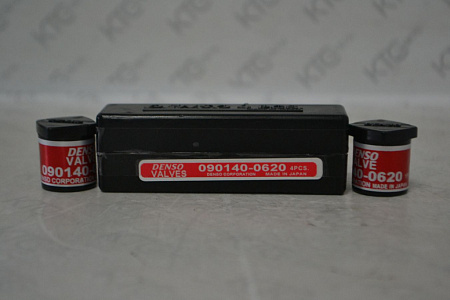 KTG
DENSO
VALVE
090140-
DENSO CORPORATION
DENSO
VALVES
090140-0620 4PCS
DENSO CORPORATION MADE IN JAPAN
DENSO
VALVE
0-0620
MADE IN JAPAN